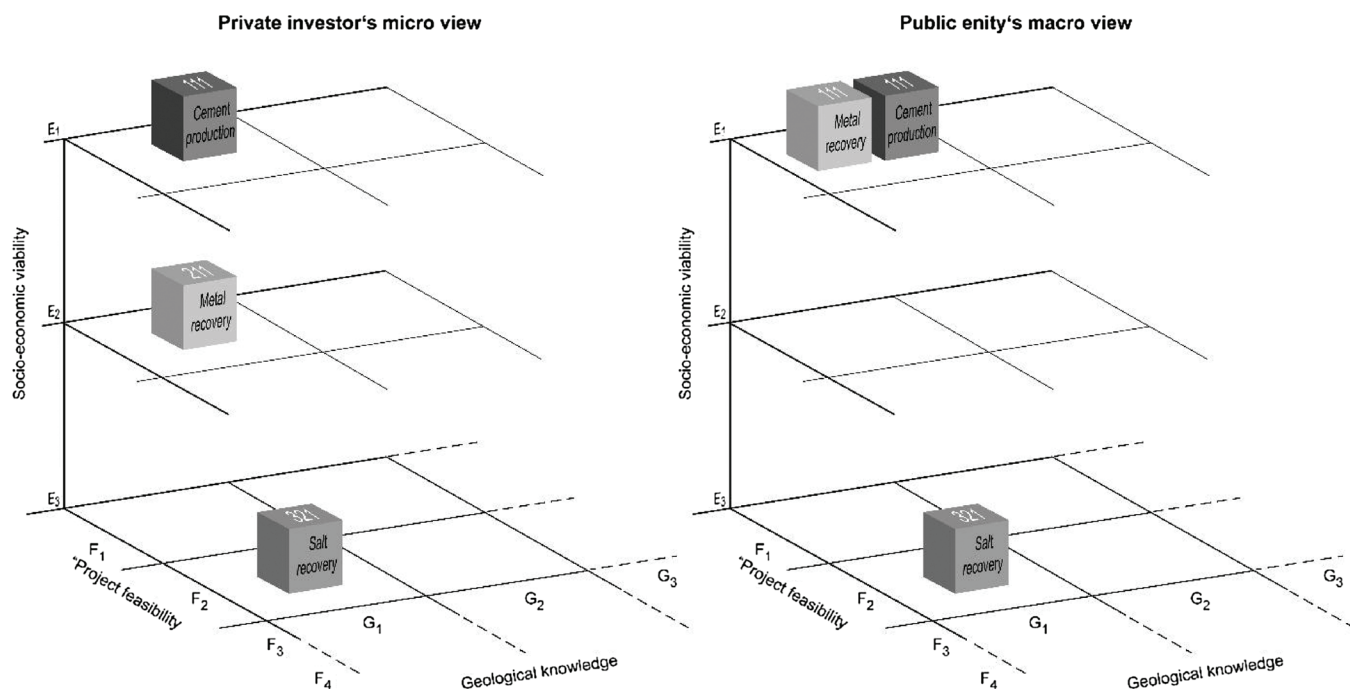 Private investor‘s micro view
Public enity‘s macro view
111
Cement
production
E1
211
Metal
recovery
E2
Socio-economic viability
E3
321
Salt
recovery
F1
F2
F3
F4
"Project feasibility
G1
G2
G3
Geological knowledge
111
Metal
recovery
111
Cement
production
E1
E2
Socio-economic viability
E3
321
Salt
recovery
F1
F2
F3
F4
"Project feasibility
G1
G2
G3
Geological knowledge